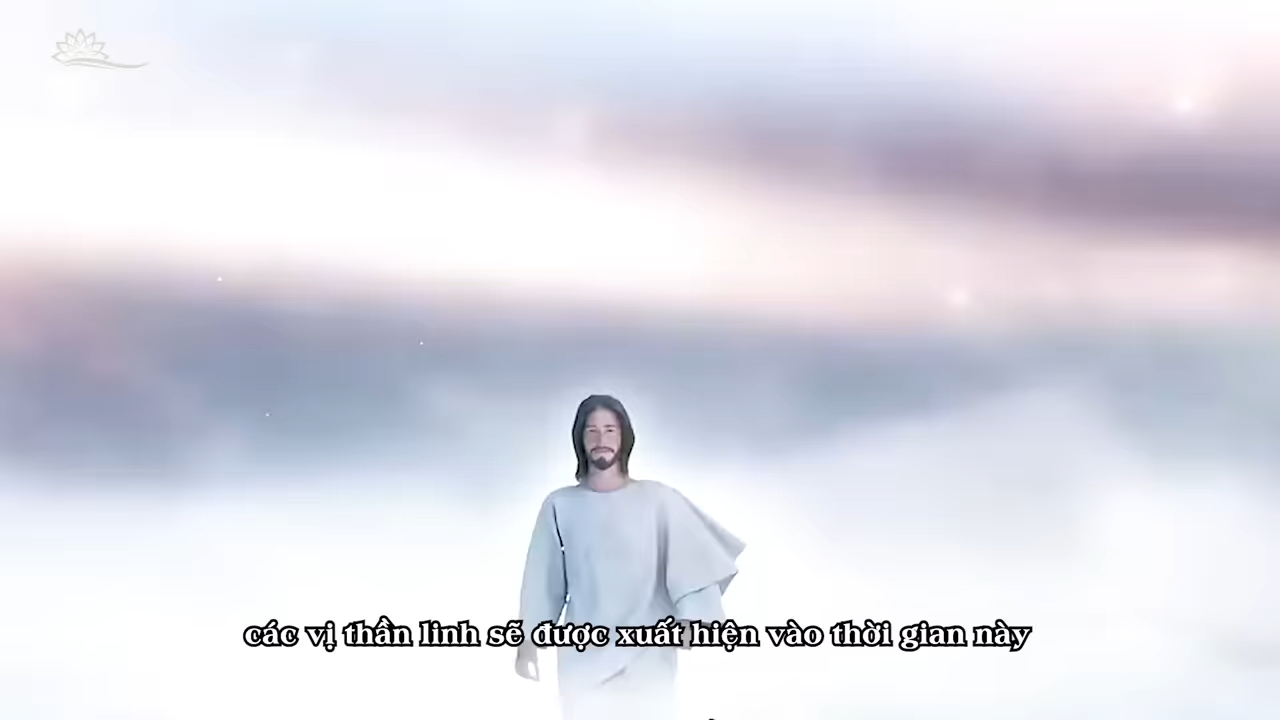 các vị thần linh sẽ được xuất hiện vào thời gian này